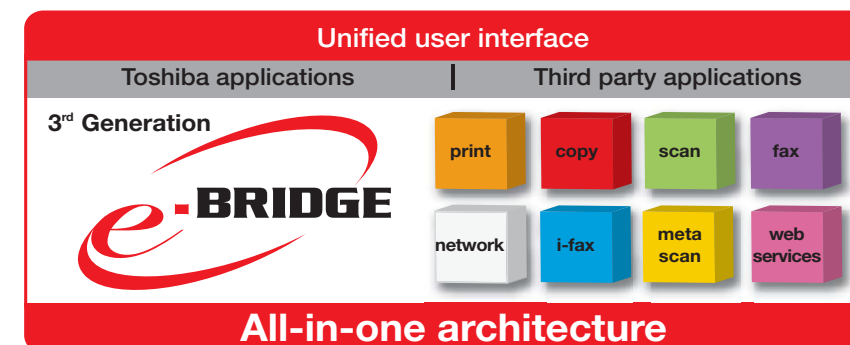 Unified user interface
Toshiba applications | Third party applications
3rd Generation
e-BRIDGE
print copy scan fax
network i-fax meta scan web services
All-in-one architecture